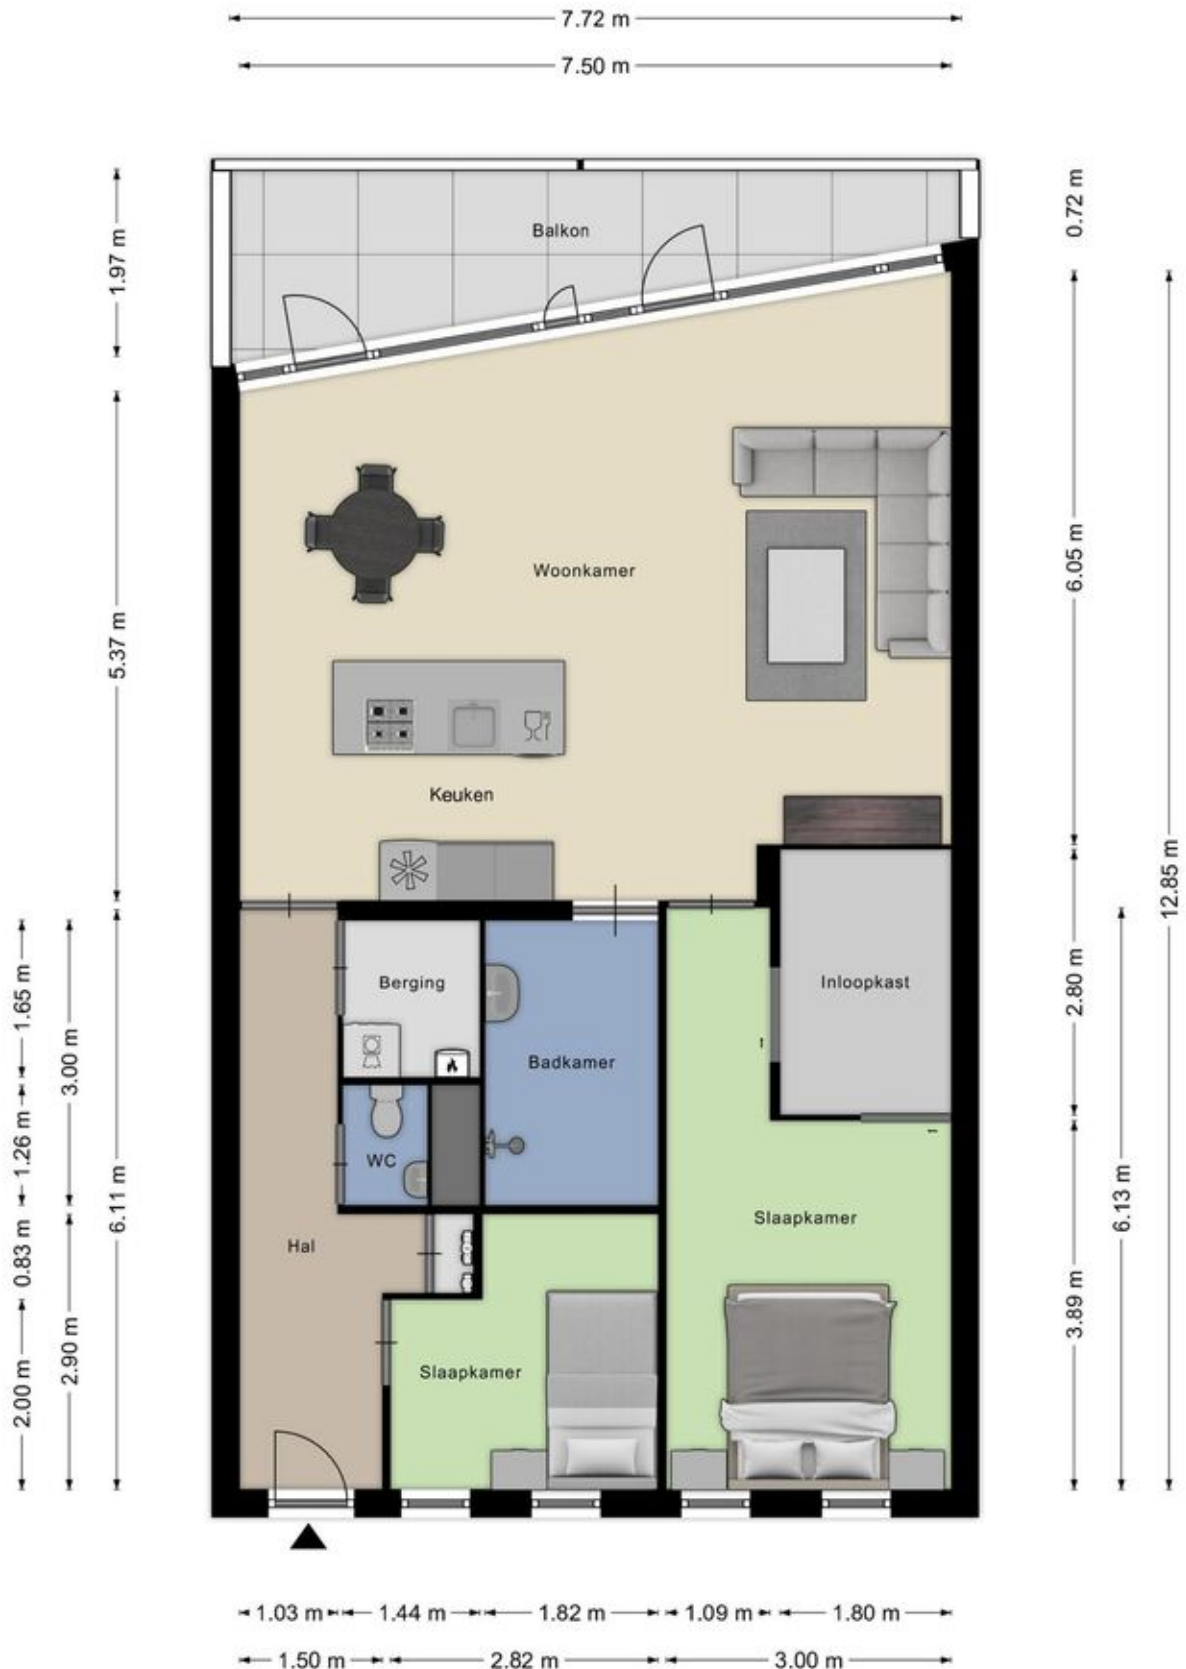 7.72 m
7.50 m
1.97 m
0.72 m
Balkon
5.37 m
6.05 m
12.85 m
Woonkamer
Keuken
1.65 m
3.00 m
2.80 m
Berging
Inloopkast
Badkamer
1.26 m
6.11 m
WC
6.13 m
Slaapkamer
0.83 m
Hal
2.90 m
3.89 m
2.00 m
Slaapkamer
1.03 m
1.44 m
1.82 m
1.09 m
1.80 m
1.50 m
2.82 m
3.00 m